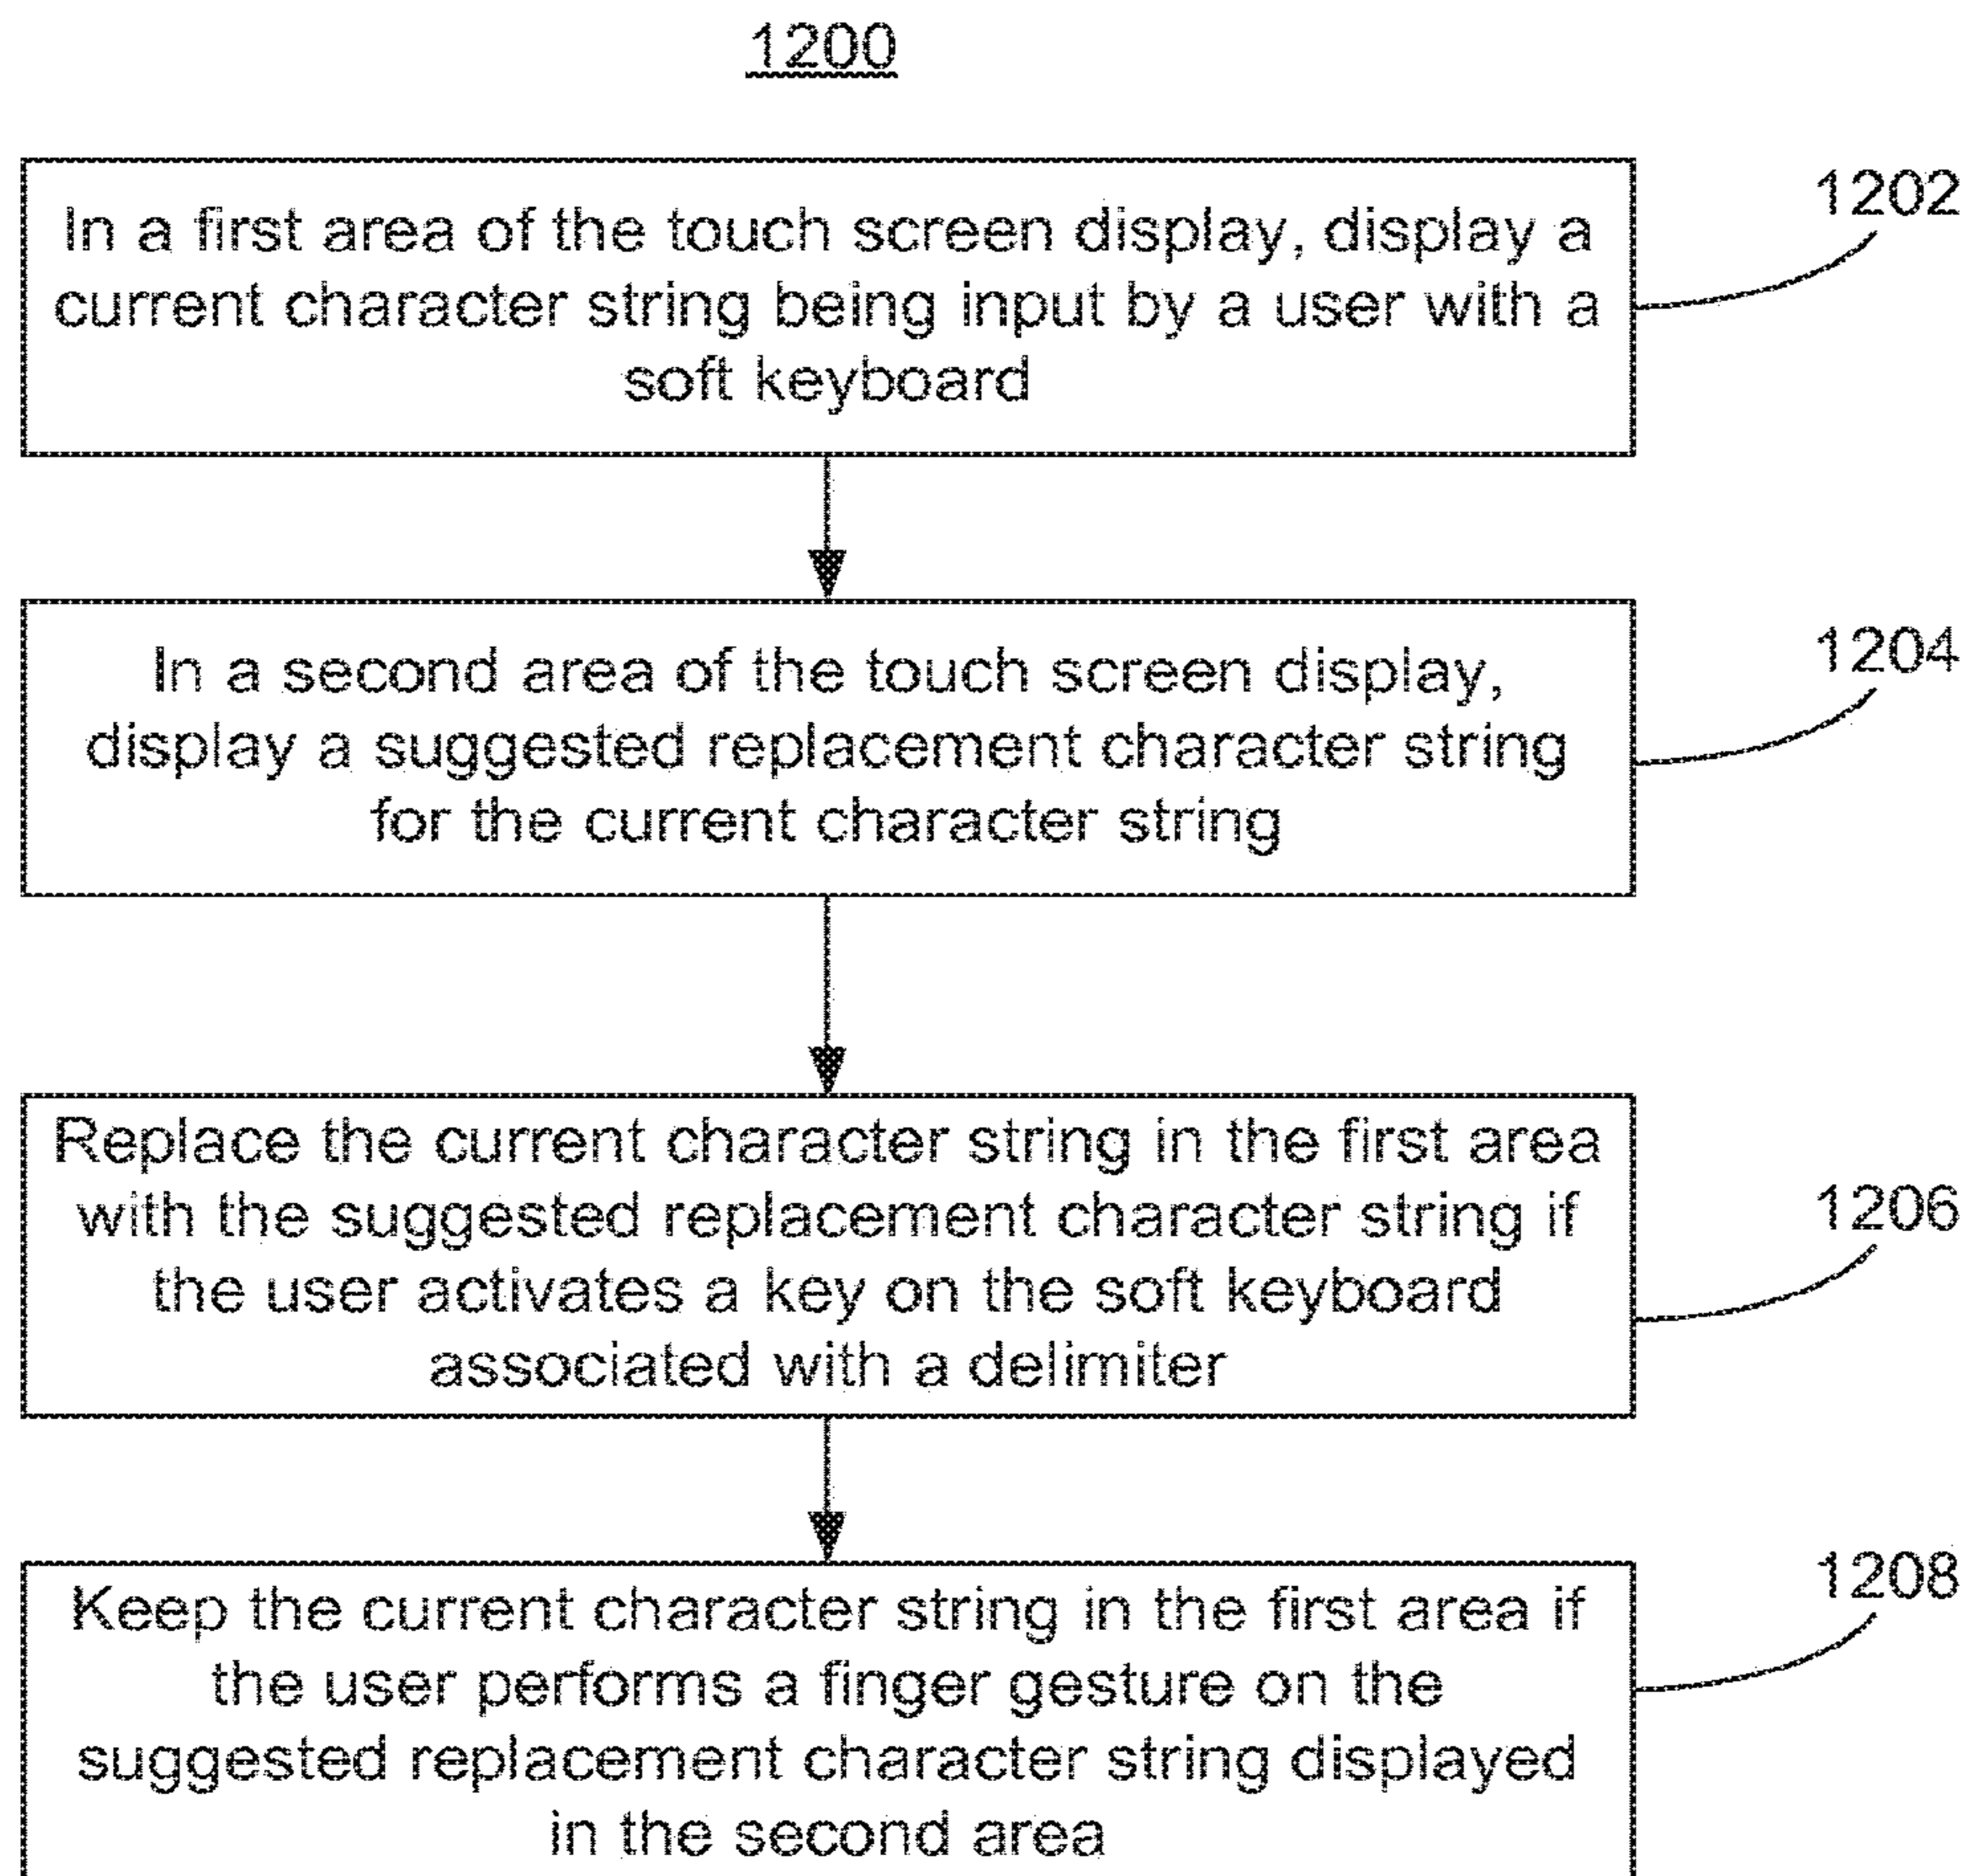 1200
In a first area of the touch screen display, display a
current character string being input by a user with a
soft keyboard
1202
In a second area of the touch screen display,
display a suggested replacement character string
for the current character string
1204
Replace the current character string in the first area
with the suggested replacement character string if
the user activates a key on the soft keyboard
associated with a delimiter
1206
Keep the current character string in the first area if
the user performs a finger gesture on the
suggested replacement character string displayed
in the second area
1208